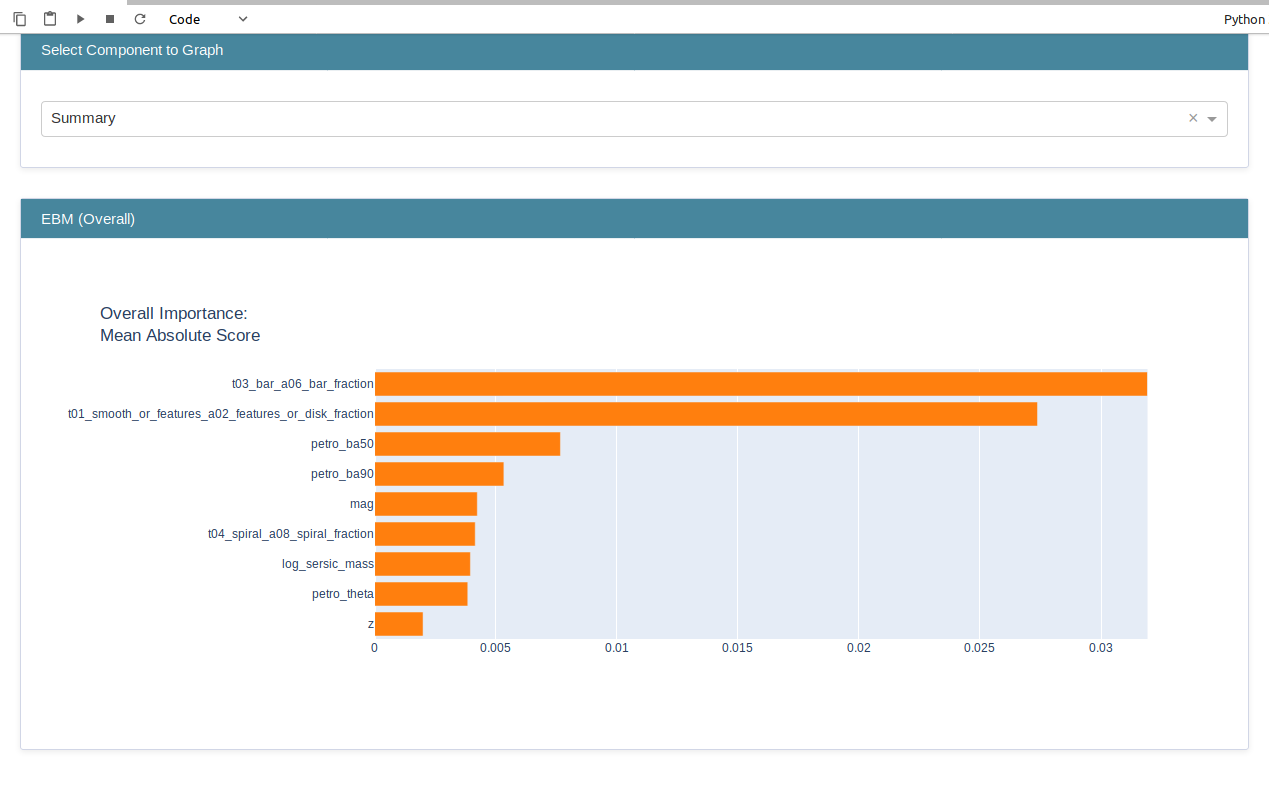 Code
Python
Select Component to Graph
Summary
EBM (Overall)
Overall Importance:
Mean Absolute Score
t03_bar_a06_bar_fraction
t01_smooth_or_features_a02_features_or_disk_fraction
petro_ba50
petro_ba90
mag
t04_spiral_a08_spiral_fraction
log_sersic_mass
petro_theta
z
0 0.005 0.01 0.015 0.02 0.025 0.03